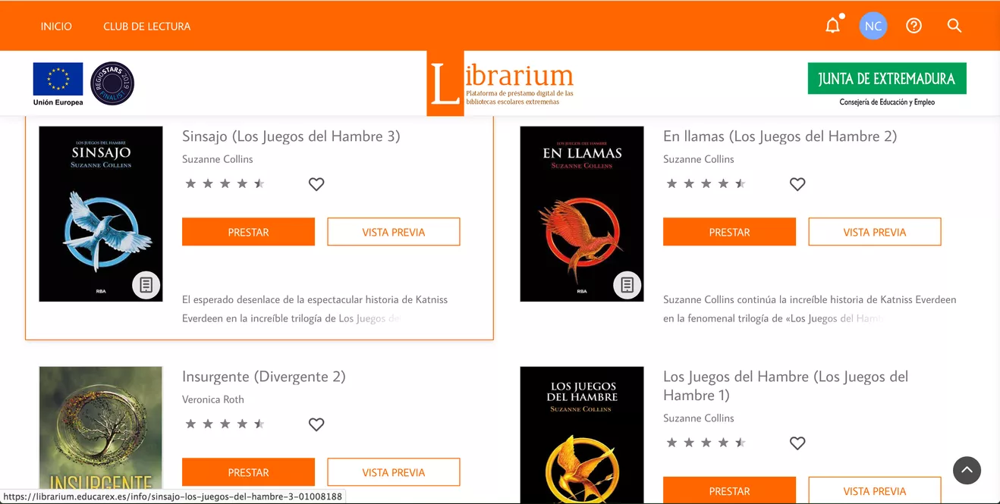 INICIO
CLUB DE LECTURA
NC
Unión Europea
REGIOSTARS 2019
FINALIST
Librarium
Plataforma de préstamo digital de las
bibliotecas escolares extremeñas
JUNTA DE EXTREMADURA
Consejería de Educación y Empleo
LOS JUEGOS DEL HAMBRE
SINSAJO
SUZANNE COLLINS
RBA
Sinsajo (Los Juegos del Hambre 3)
Suzanne Collins
PRESTAR
VISTA PREVIA
El esperado desenlace de la espectacular historia de Katniss
Everdeen en la increíble trilogía de Los Juegos del
LOS JUEGOS DEL HAMBRE
EN LLAMAS
SUZANNE COLLINS
RBA
En llamas (Los Juegos del Hambre 2)
Suzanne Collins
PRESTAR
VISTA PREVIA
Suzanne Collins continúa la increíble historia de Katniss Everdeen
en la fenomenal trilogía de «Los Juegos del Hamb
INSURGENTE
Insurgente (Divergente 2)
Veronica Roth
PRESTAR
VISTA PREVIA
LOS JUEGOS
DEL HAMBRE
SUZANNE COLLINS
Los Juegos del Hambre (Los Juegos del
Hambre 1)
Suzanne Collins
PRESTAR
VISTA PREVIA
https://librarium.educarex.es/info/sinsajo-los-juegos-del-hambre-3-01008188